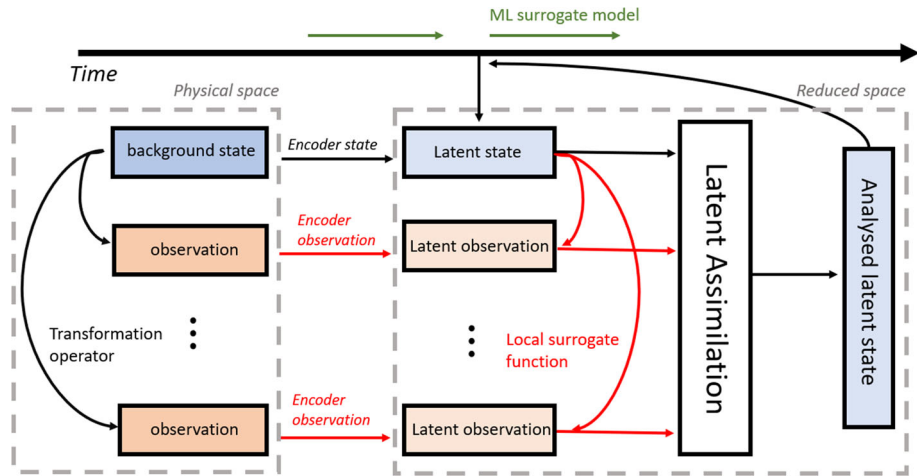 ML surrogate model
Time
Physical space
Reduced space
background state
Encoder state
Latent state
Encoder
observation
observation
Latent observation
Transformation
operator
Local surrogate
function
Encoder
observation
observation
Latent observation
Latent Assimilation
Analysed latent state